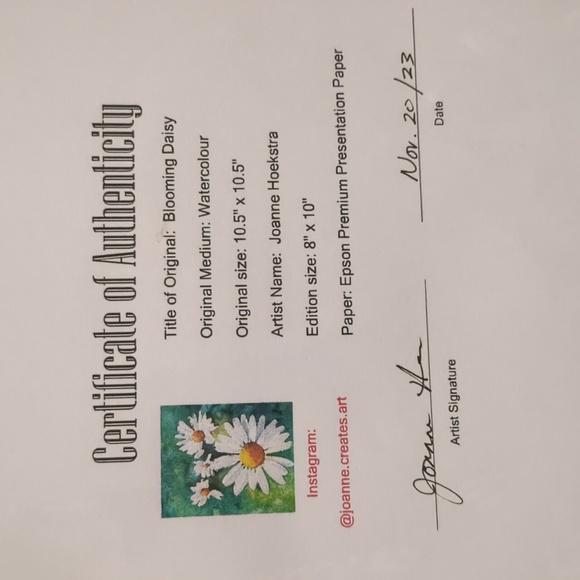 Certificate of Authenticity
Title of Original: Blooming Daisy
Original Medium: Watercolour
Original size: 10.5" x 10.5"
Artist Name: Joanne Hoekstra
Edition size: 8" x 10"
Paper: Epson Premium Presentation Paper
Instagram:
@joanne.creates.art
Nov. 20/23
Artist Signature
Date